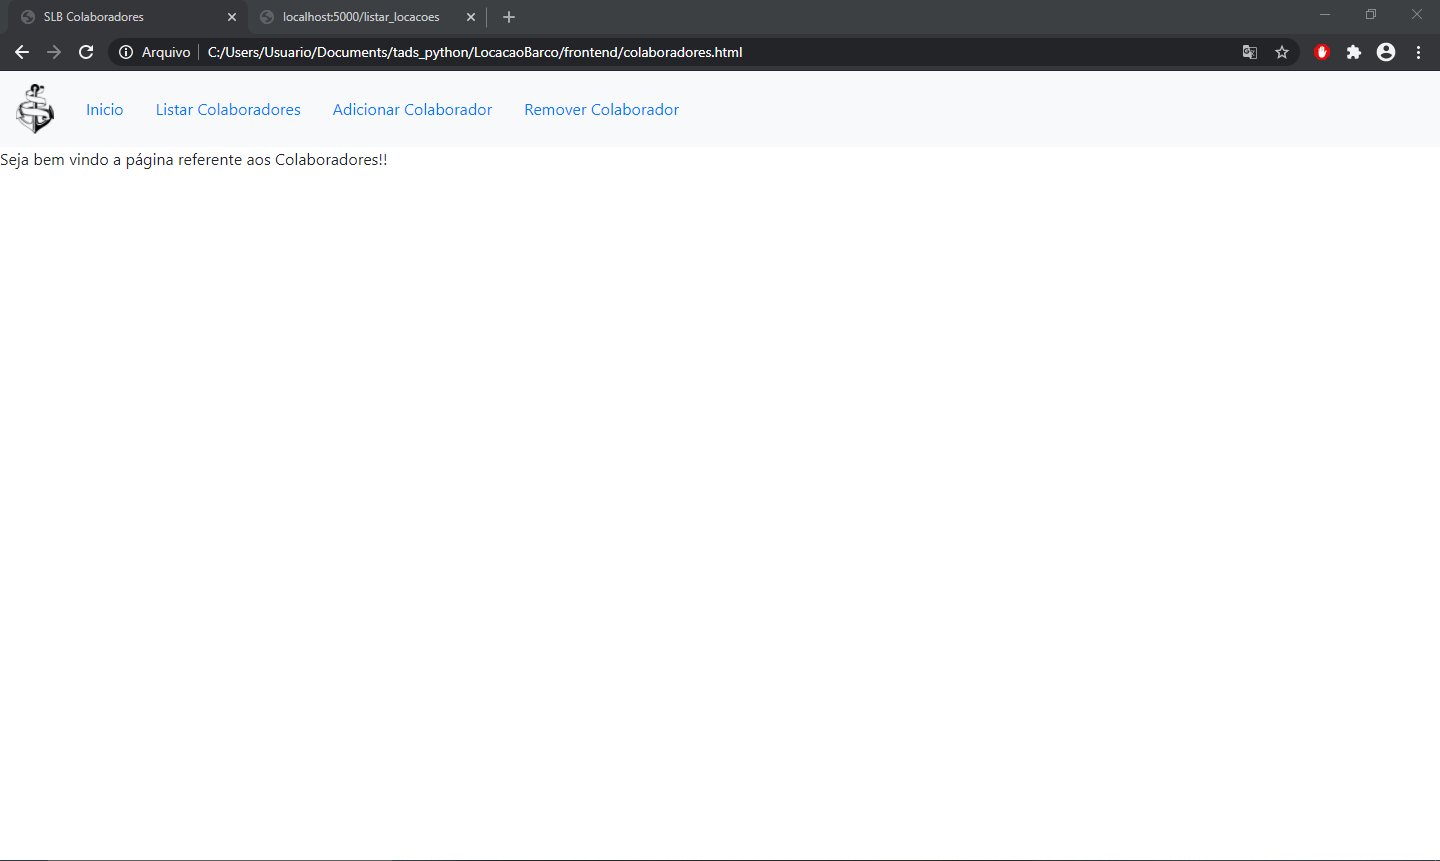 SLB Colaboradores
localhost:5000/listar_locacoes
Arquivo C:/Users/Usuario/Documents/tads_python/LocacaoBarco/frontend/colaboradores.html
Inicio Listar Colaboradores Adicionar Colaborador Remover Colaborador
Seja bem vindo a página referente aos Colaboradores!!